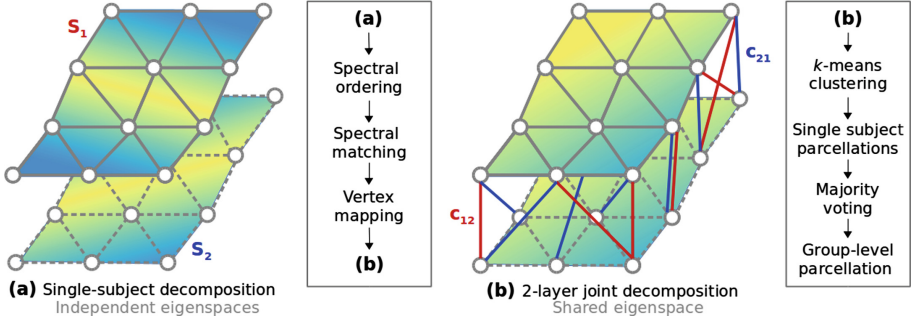 S1
S2
(a) Single-subject decomposition
Independent eigenspaces
(a)
Spectral
ordering
Spectral
matching
Vertex
mapping
(b)
c21
c12
(b) 2-layer joint decomposition
Shared eigenspace
(b)
k-means
clustering
Single subject
parcellations
Majority
voting
Group-level
parcellation